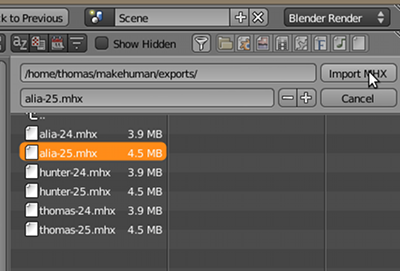 ck to Previous Scene Blender Render
Show Hidden
/home/thomas/makehuman/exports/ Import MHX
alia-25.mhx Cancel
..
alia-24.mhx 3.9 MB
alia-25.mhx 4.5 MB
hunter-24.mhx 3.9 MB
hunter-25.mhx 4.5 MB
thomas-24.mhx 3.9 MB
thomas-25.mhx 4.5 MB